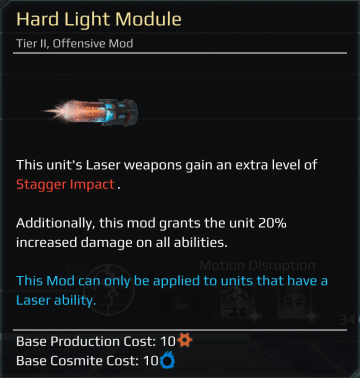 Hard Light Module
Tier II, Offensive Mod
This unit's Laser weapons gain an extra level of
Stagger Impact .
Additionally, this mod grants the unit 20%
increased damage on all abilities.
Motion Disruption
This Mod can only be applied to units that have a
Laser ability.
34
Base Production Cost: 10
Base Cosmite Cost: 10